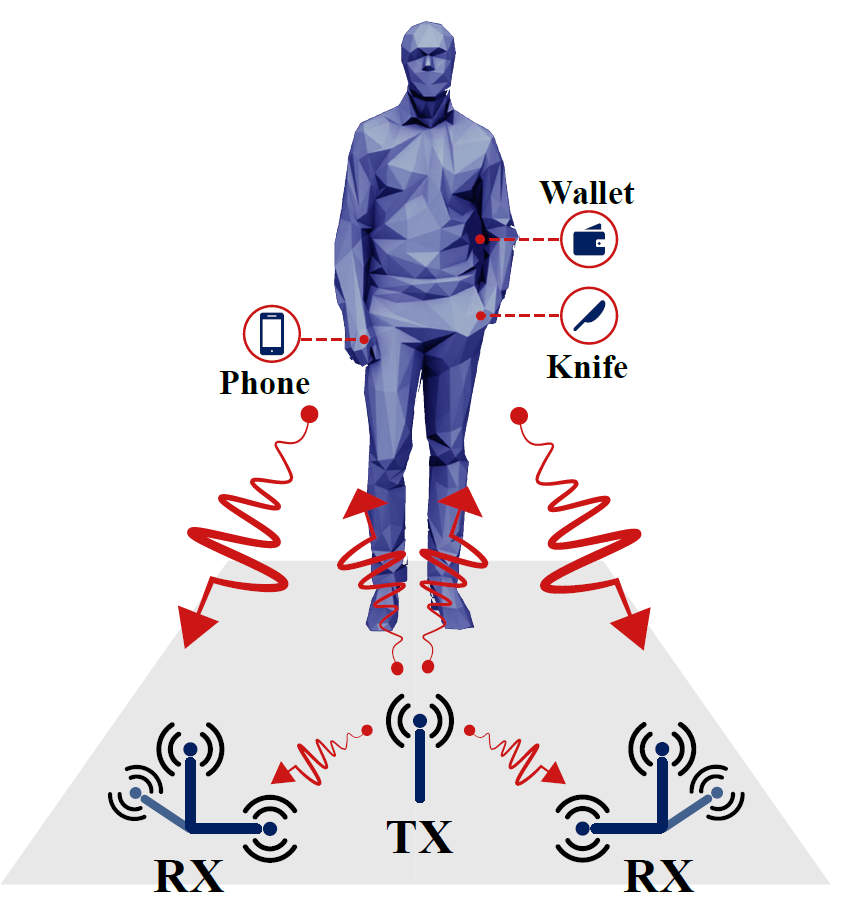 Wallet
Knife
Phone
TX
RX
RX